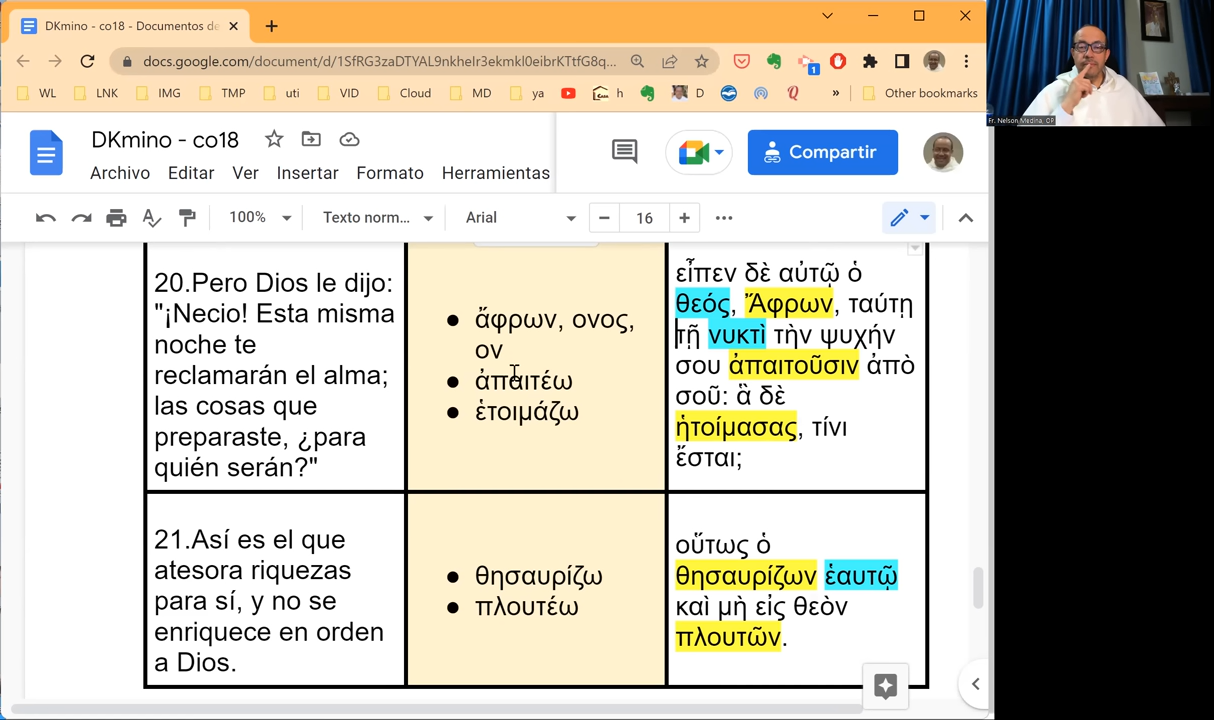 DKmino - co18 - Documentos de
docs.google.com/document/d/1SfRG3zaDTYAL9nkheIr3ekmkl0eibrKTtfG8q...
WL LNK IMG TMP uti VID Cloud MD ya h D » Other bookmarks
DKmino - co18
Archivo Editar Ver Insertar Formato Herramientas
Compartir
100% Texto norm... Arial 16
Fr. Nelson Medina, OP
20.Pero Dios le dijo:
"¡Necio! Esta misma
noche te
reclamarán el alma;
las cosas que
preparaste, ¿para
quién serán?"
● ἄφρων, ονος,
ον
● ἀπαιτέω
● ἑτοιμάζω
εἶπεν δὲ αὐτῷ ὁ
θεός, Ἄφρων, ταύτῃ
τῇ νυκτὶ τὴν ψυχήν
σου ἀπαιτοῦσιν ἀπὸ
σοῦ: ἃ δὲ
ἡτοίμασας, τίνι
ἔσται;
21.Así es el que
atesora riquezas
para sí, y no se
enriquece en orden
a Dios.
● θησαυρίζω
● πλουτέω
οὕτως ὁ
θησαυρίζων ἑαυτῷ
καὶ μὴ εἰς θεὸν
πλουτῶν.